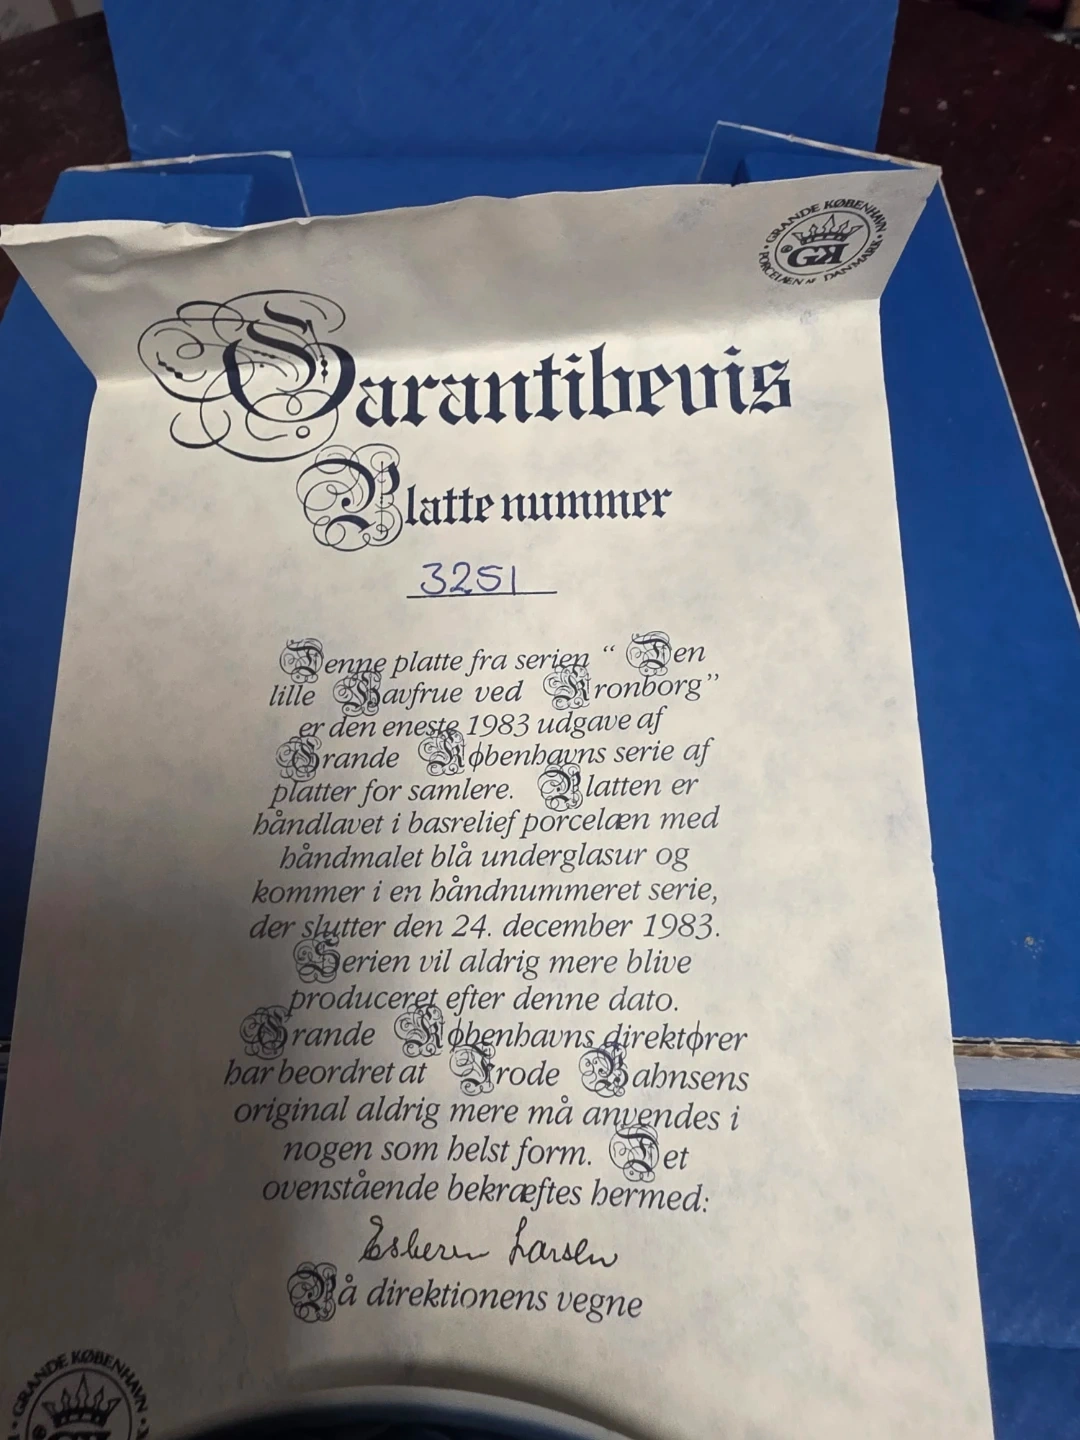 GRANDE KØBENHAVN
GK
®
PORCELÆN AF DANMARK
Garantibevis
Platte nummer
3251
Denne platte fra serien “Den
lille Havfrue ved Kronborg”
er den eneste 1983 udgave af
Grande Københavns serie af
platter for samlere. Platten er
håndlavet i basrelief porcelæn med
håndmalet blå underglasur og
kommer i en håndnummeret serie,
der slutter den 24. december 1983.
Serien vil aldrig mere blive
produceret efter denne dato.
Grande Københavns direktører
har beordret at Frode Bahnsens
original aldrig mere må anvendes i
nogen som helst form. Det
ovenstående bekræftes hermed:
Esberen Larsen
På direktionens vegne
GRANDE KØBENHAVN
®
GK